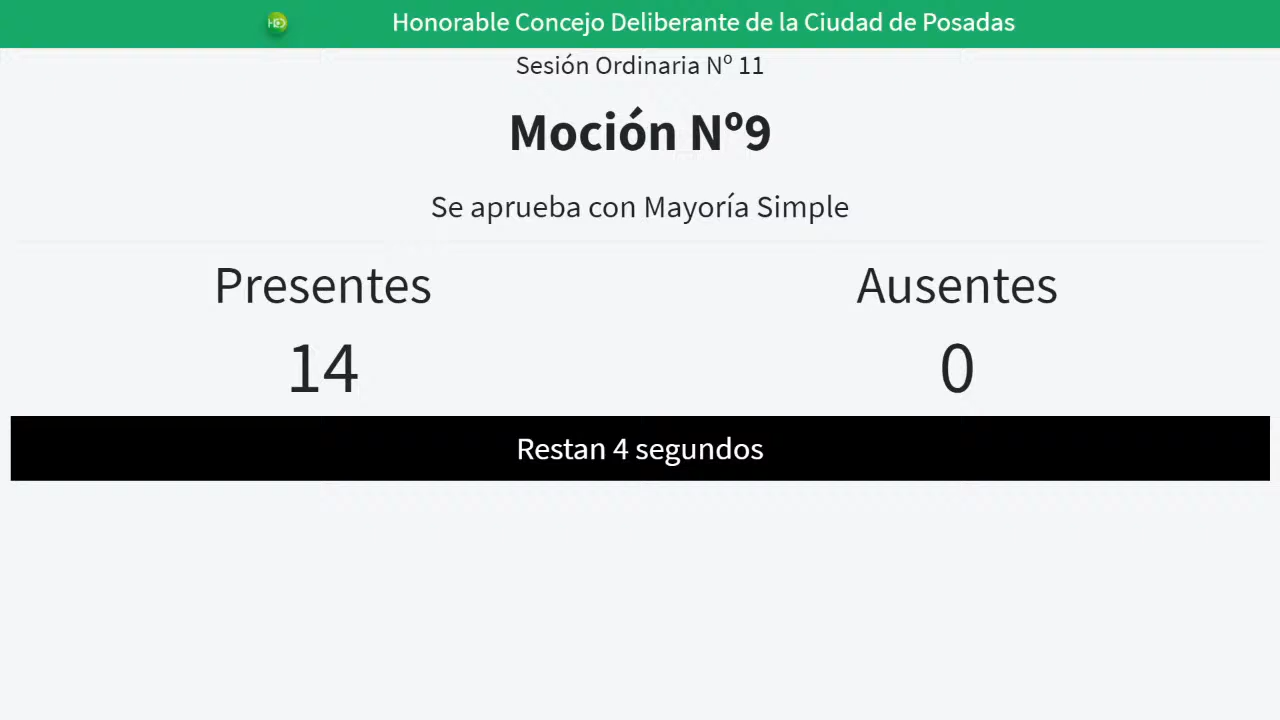 Honorable Concejo Deliberante de la Ciudad de Posadas
Sesión Ordinaria Nº 11
Moción Nº9
Se aprueba con Mayoría Simple
Presentes
Ausentes
14
0
Restan 4 segundos